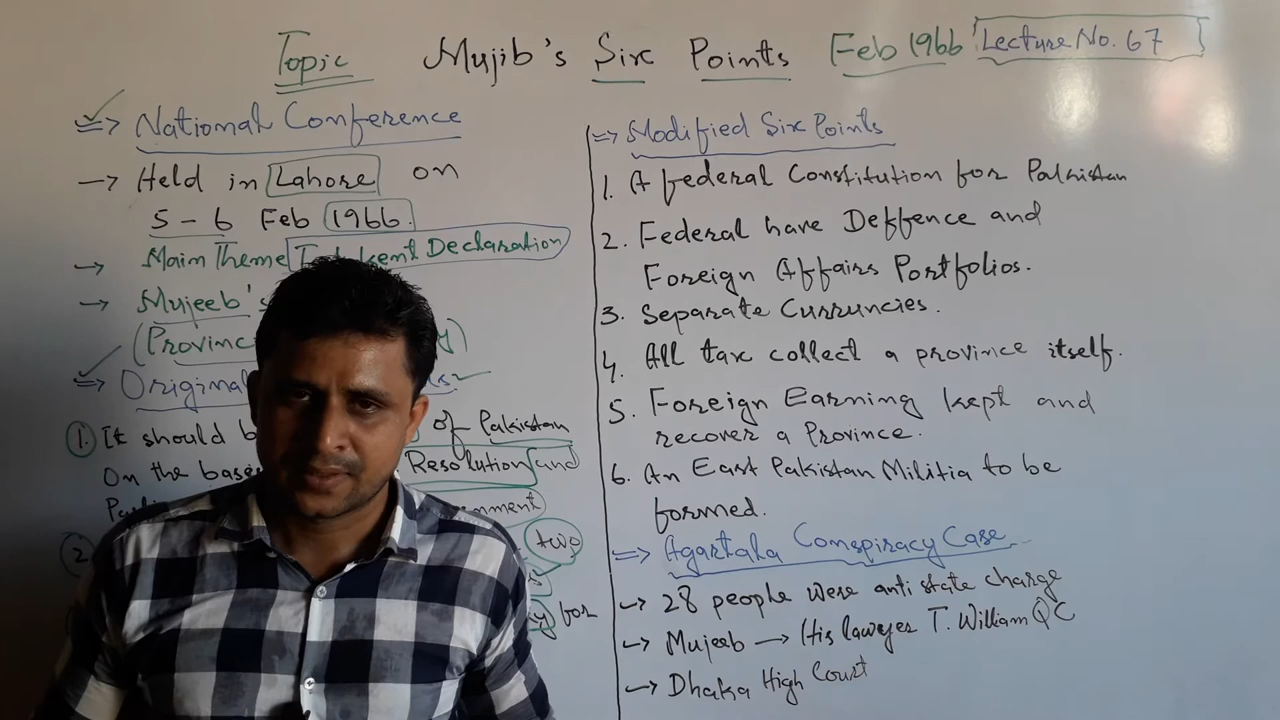 Topic Mujib's Six Points Feb 1966 Lecture No. 67
=> National Conference
→ Held in Lahore on
5 - 6 Feb 1966.
→ Main Theme Declaration
→ Mujeeb's
(Provinc
=> Original
1. It should b of Pakistan
On the base Resolution and
nment
2. two
for
=> Modified Six Points
1. A federal Constitution for Pakistan
2. Federal have Deffence and
Foreign Affairs Portfolios.
3. Separate Curruncies.
4. All tax collect a province itself.
5. Foreign Earning kept and
recover a Province.
6. An East Pakistan Militia to be
formed.
=> Agartala Conspiracy Case
→ 28 people were anti state charge
→ Mujeeb → His lawyer T. William QC
→ Dhaka High Court